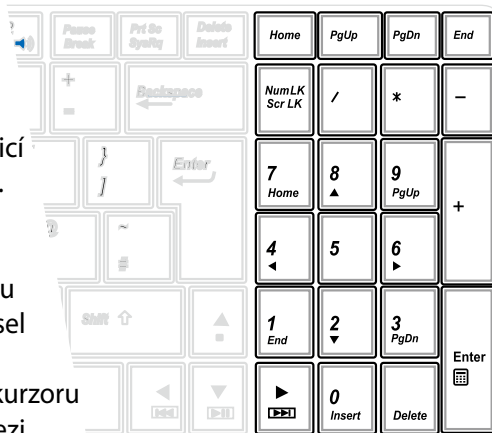 Pause Prt Sc Delete Home PgUp PgDn End
Break SysRq Insert
+ Backspace NumLK / * −
= Scr LK
icí } Enter 7 8 9 +
. ] Home ▲ PgUp
~ 4 5 6
# ◄ ►
u
sel Shift ⇧ ▲ 1 2 3 Enter
End ▼ PgDn
kurzoru ◄ ▼ ► 0
ezi Insert Delete